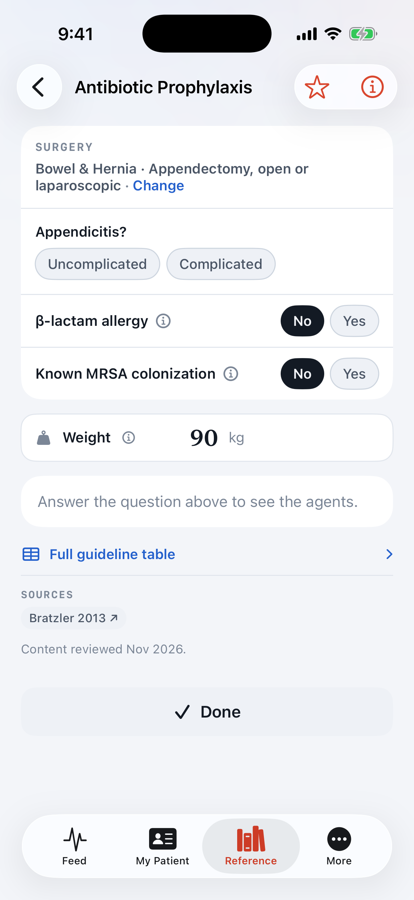 9:41
Antibiotic Prophylaxis
SURGERY
Bowel & Hernia · Appendectomy, open or
laparoscopic · Change
Appendicitis?
Uncomplicated Complicated
β-lactam allergy No Yes
Known MRSA colonization No Yes
Weight 90 kg
Answer the question above to see the agents.
Full guideline table
SOURCES
Bratzler 2013 ↗
Content reviewed Nov 2026.
Done
Feed My Patient Reference More